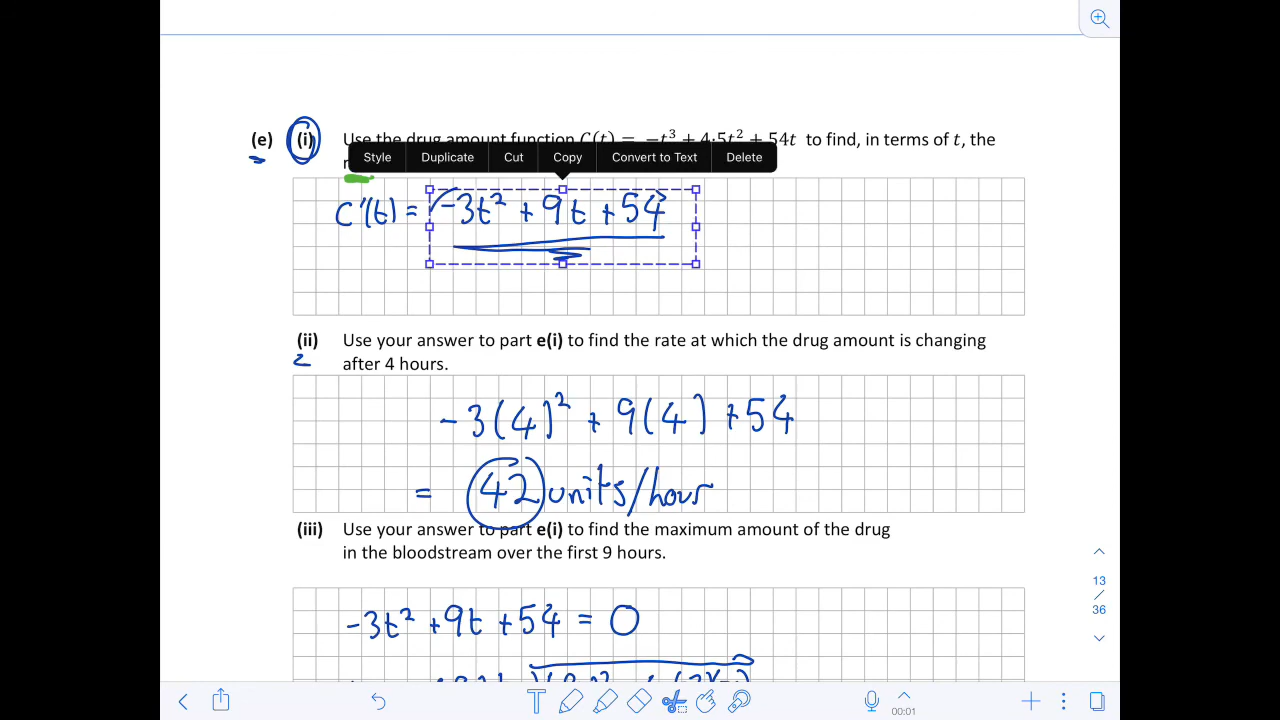 (e) (i) Use the drug amount function C(t) = −t³ + 4·5t² + 54t to find, in terms of t, the
Style Duplicate Cut Copy Convert to Text Delete
C'(t) = -3t² + 9t + 54
(ii) Use your answer to part e(i) to find the rate at which the drug amount is changing
2 after 4 hours.
-3(4)² + 9(4) + 54
= 42 units/hour
(iii) Use your answer to part e(i) to find the maximum amount of the drug
in the bloodstream over the first 9 hours.
-3t² + 9t + 54 = 0
13
/
36
00:01